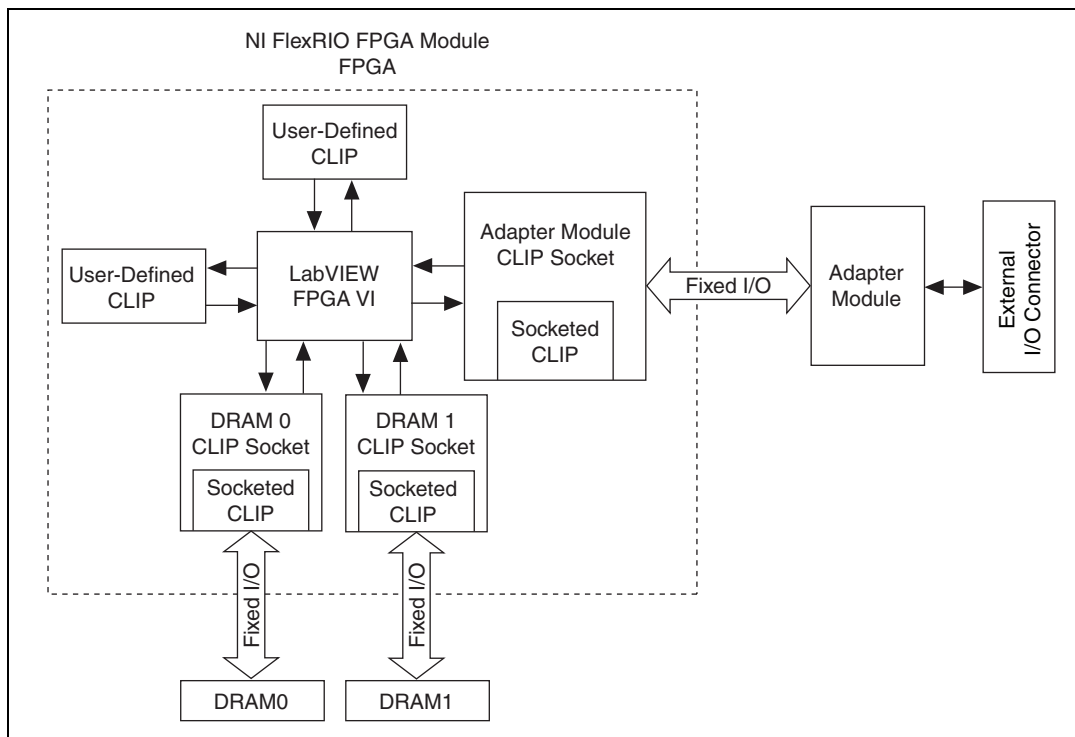 NI FlexRIO FPGA Module
FPGA
User-Defined
CLIP
User-Defined
CLIP
LabVIEW
FPGA VI
Adapter Module
CLIP Socket
Socketed
CLIP
Fixed I/O
Adapter
Module
External
I/O Connector
DRAM 0
CLIP Socket
Socketed
CLIP
DRAM 1
CLIP Socket
Socketed
CLIP
Fixed I/O
Fixed I/O
DRAM0
DRAM1